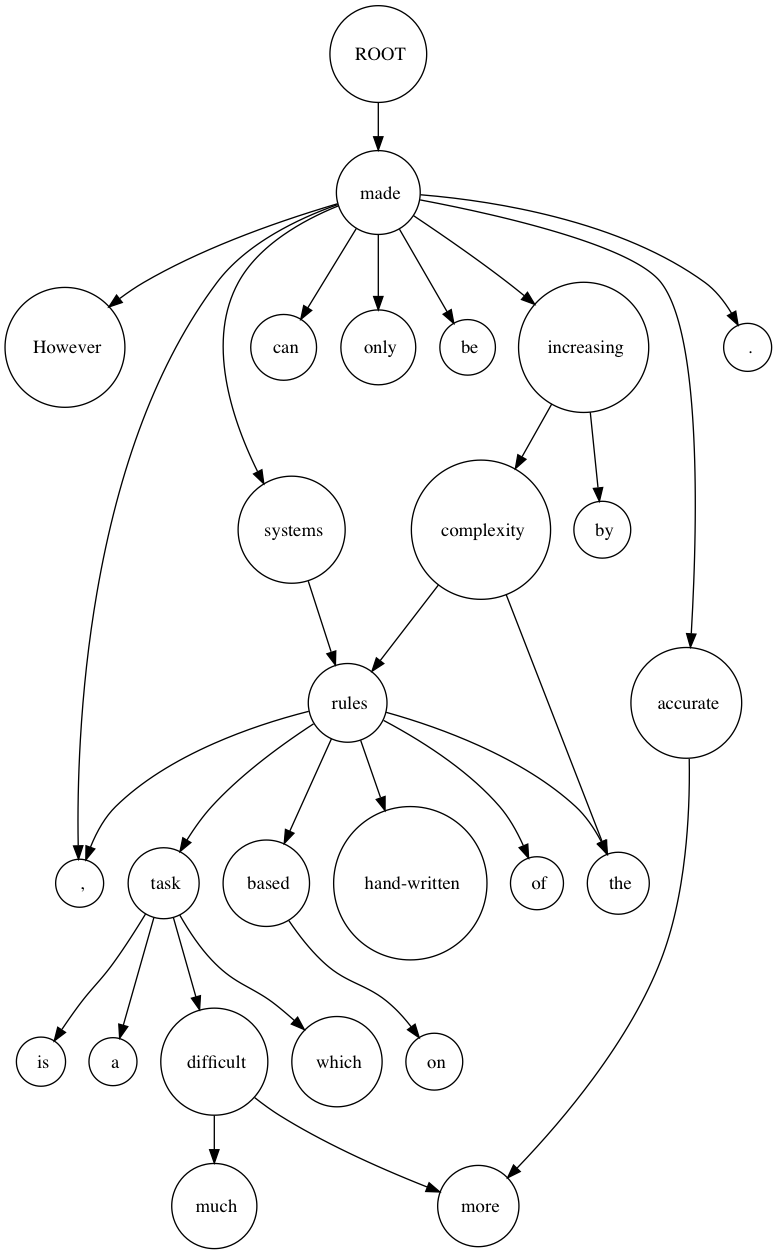 ROOT
made
However
can
only
be
increasing
.
systems
complexity
by
rules
accurate
,
task
based
hand-written
of
the
is
a
difficult
which
on
much
more